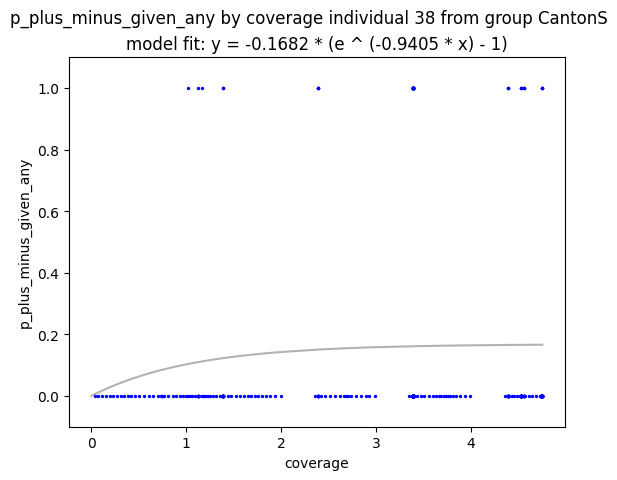 p_plus_minus_given_any by coverage individual 38 from group CantonS
model fit: y = -0.1682 * (e ^ (-0.9405 * x) - 1)
1.0
0.8
0.6
0.4
0.2
0.0
p_plus_minus_given_any
0
1
2
3
4
coverage